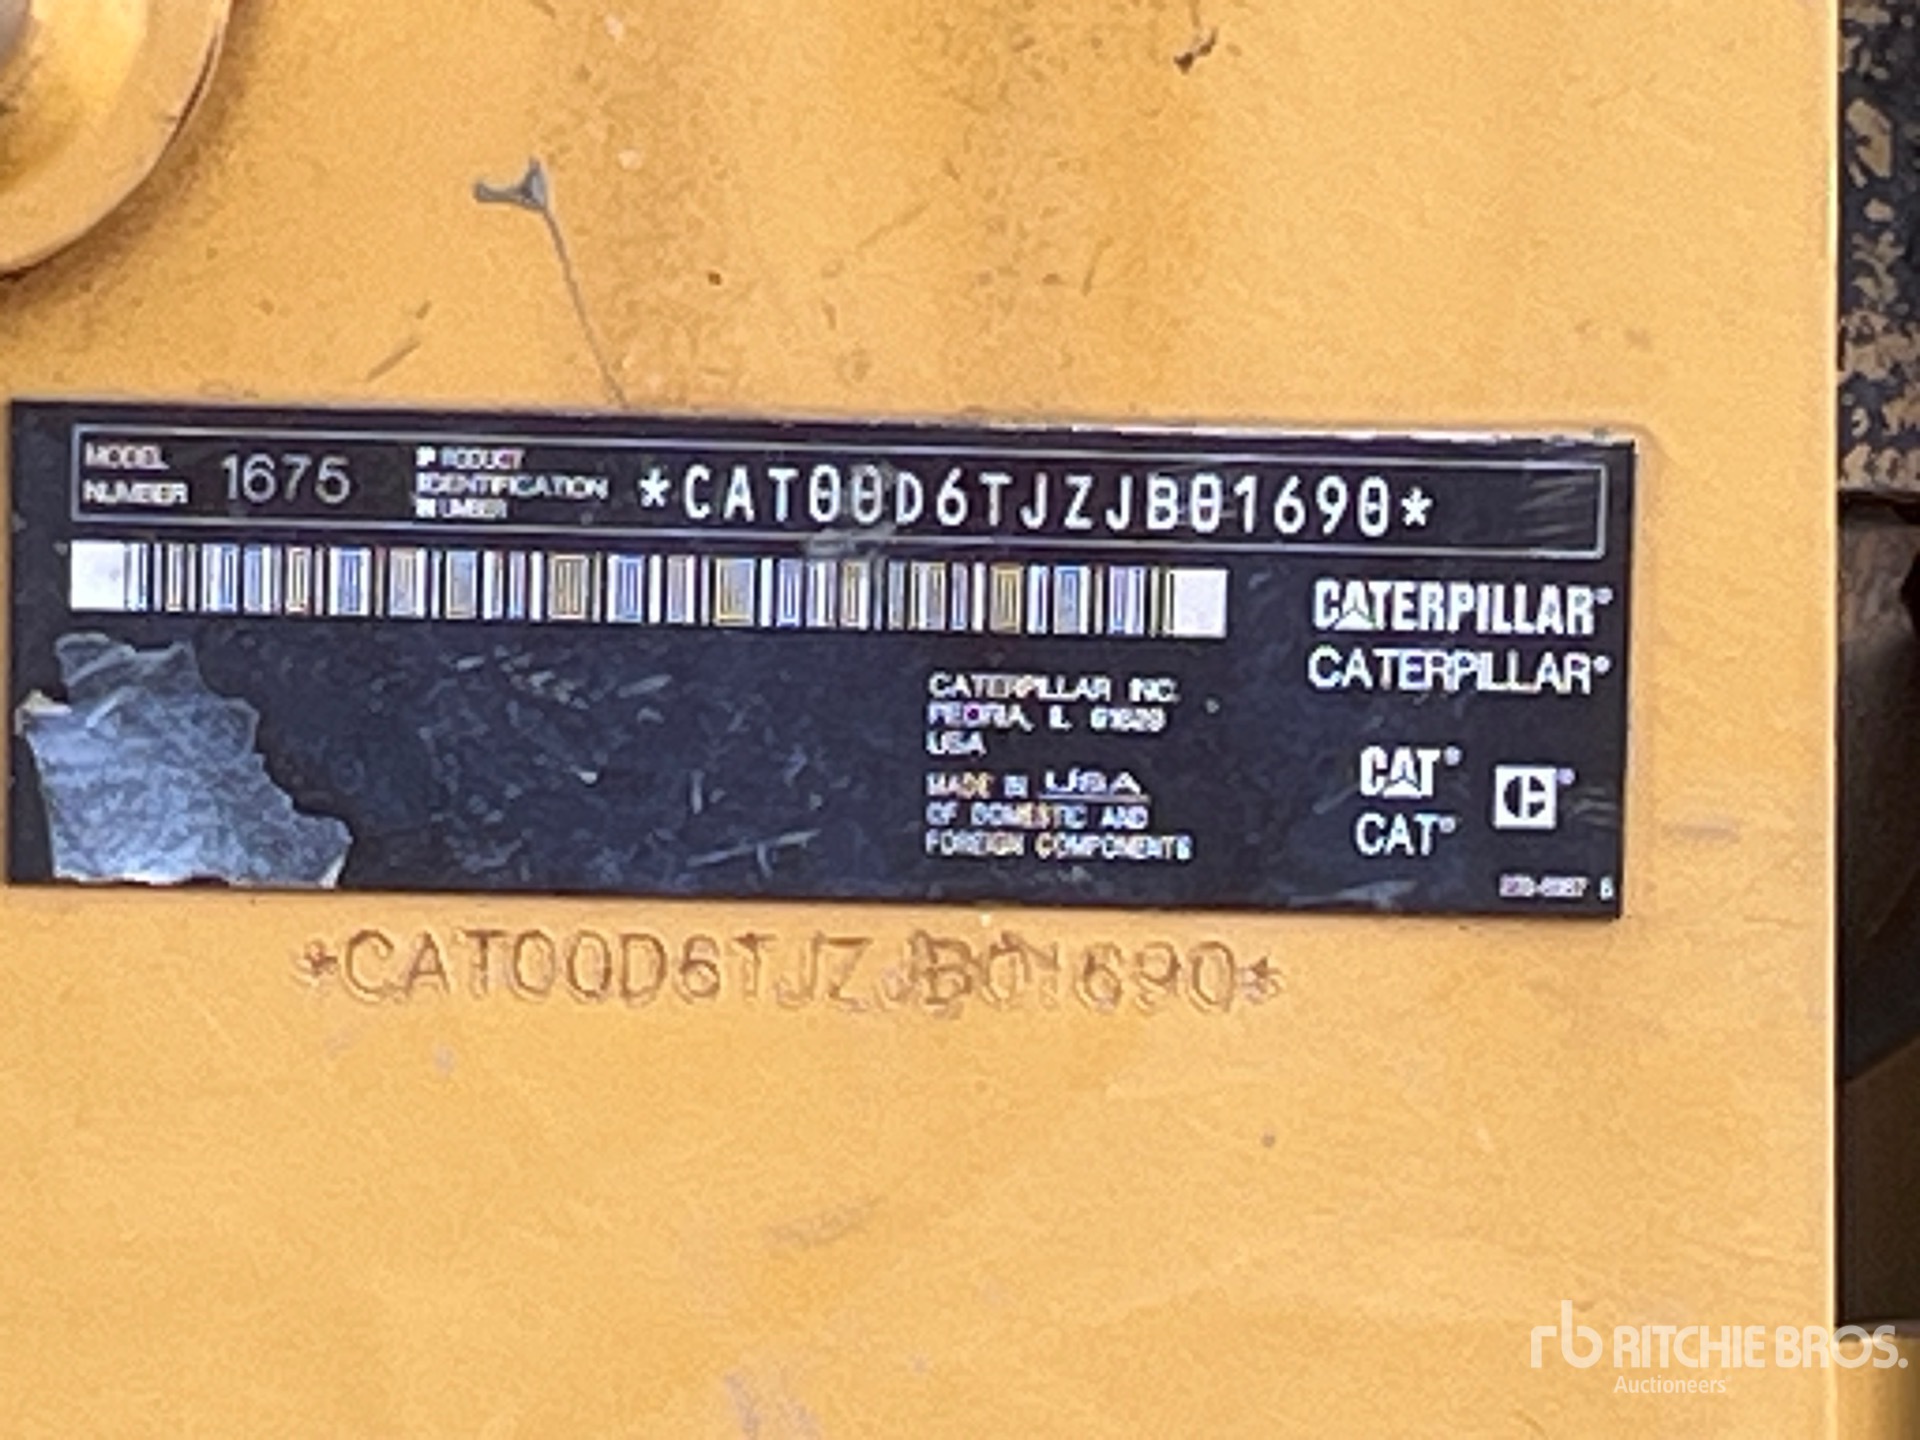 MODEL NUMBER 1675 PRODUCT IDENTIFICATION NUMBER *CAT00D6TJZJB01690*
CATERPILLAR®
CATERPILLAR®
CATERPILLAR INC.
PEORIA, IL 61629
USA
MADE IN USA
OF DOMESTIC AND
FOREIGN COMPONENTS
CAT® C®
CAT®
*CAT00D6TJZJB01690*
rb RITCHIE BROS.
Auctioneers